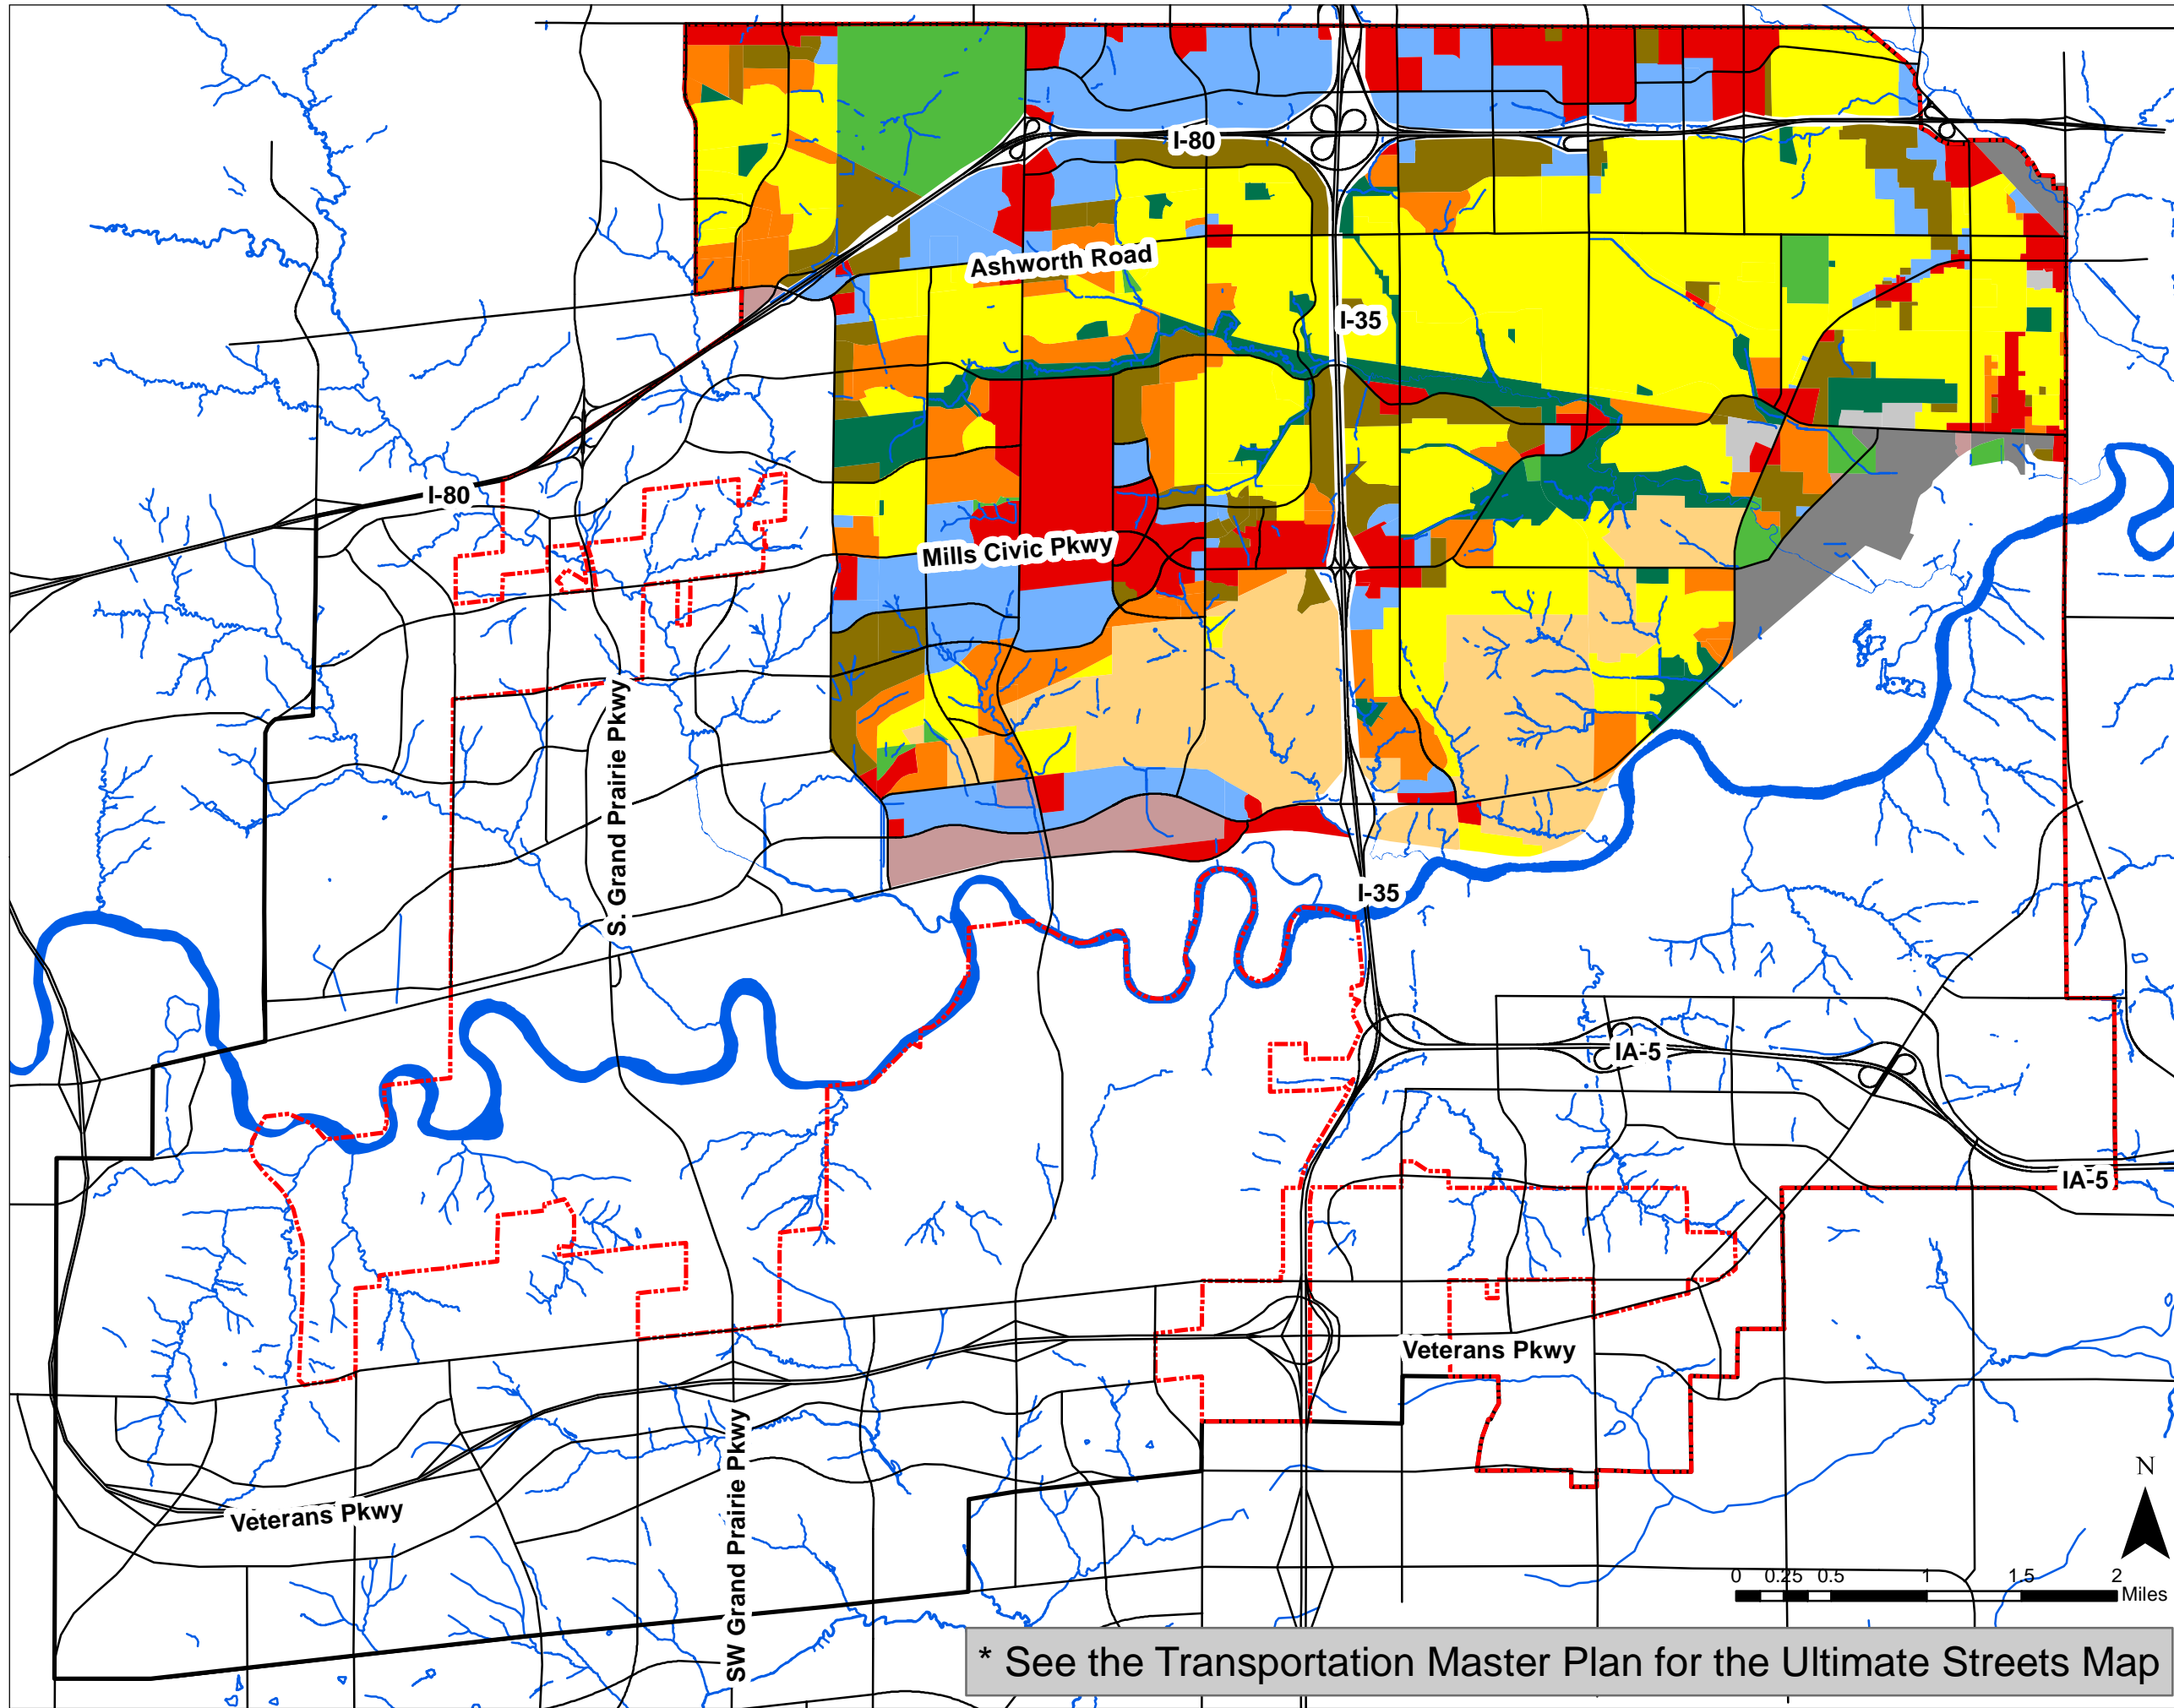 I-80
Ashworth Road
I-35
I-80
Mills Civic Pkwy
S. Grand Prairie Pkwy
I-35
IA-5
IA-5
Veterans Pkwy
SW Grand Prairie Pkwy
Veterans Pkwy
N
0 0.25 0.5 1 1.5 2
Miles
* See the Transportation Master Plan for the Ultimate Streets Map